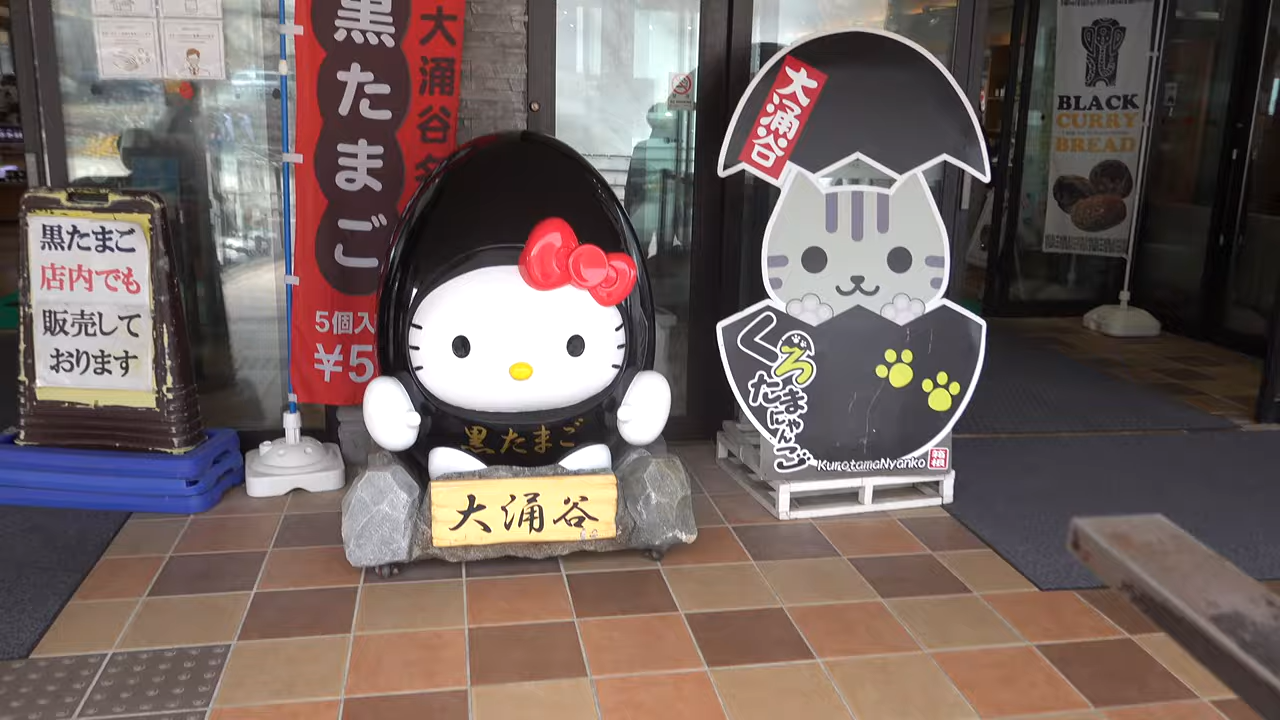 黒たまご
店内でも
販売して
おります
黒たまご
大涌谷名
5個入
¥5
黒たまご
大涌谷
大涌谷
くろ
たまにゃんご
KurotamaNyanko
箱根
BLACK
CURRY
BREAD